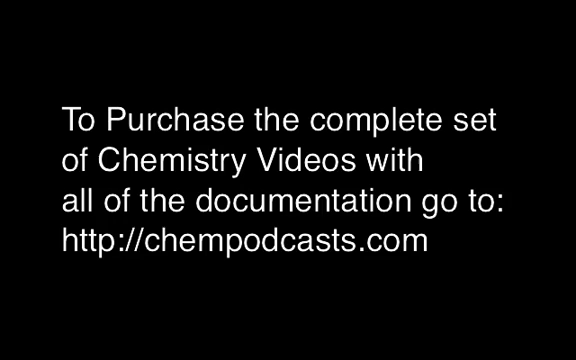 To Purchase the complete set
of Chemistry Videos with
all of the documentation go to:
http://chempodcasts.com